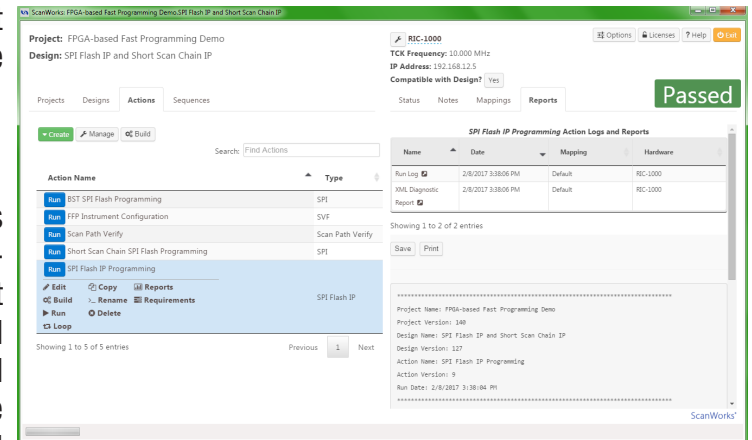 ScanWorks: FPGA-based Fast Programming Demo.SPI Flash IP and Short Scan Chain IP
Project: FPGA-based Fast Programming Demo
Design: SPI Flash IP and Short Scan Chain IP
RIC-1000
Options
Licenses
? Help
Exit
TCK Frequency: 10.000 MHz
IP Address: 192.168.12.5
Compatible with Design? Yes
Passed
Projects Designs Actions Sequences
Create Manage Build
Search: Find Actions
Action Name Type
Run BST SPI Flash Programming SPI
Run FFP Instrument Configuration SVF
Run Scan Path Verify Scan Path Verify
Run Short Scan Chain SPI Flash Programming SPI
Run SPI Flash IP Programming SPI Flash IP
Edit Copy Reports
Build Rename Requirements
Run Delete
Loop
Showing 1 to 5 of 5 entries
Previous 1 Next
Status Notes Mappings Reports
SPI Flash IP Programming Action Logs and Reports
Name Date Mapping Hardware
Run Log 2/8/2017 3:38:06 PM Default RIC-1000
XML Diagnostic Report 2/8/2017 3:38:06 PM Default RIC-1000
Showing 1 to 2 of 2 entries
Save Print
Project Name: FPGA-based Fast Programming Demo
Project Version: 140
Design Name: SPI Flash IP and Short Scan Chain IP
Design Version: 127
Action Name: SPI Flash IP Programming
Action Version: 9
Run Date: 2/8/2017 3:38:04 PM
ScanWorks